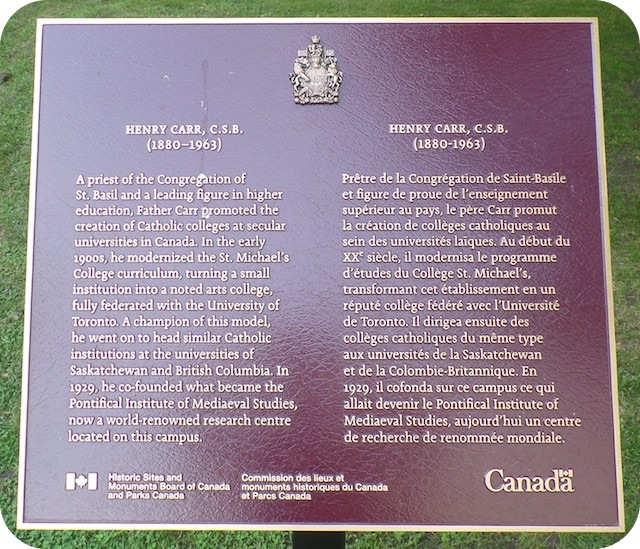 HENRY CARR, C.S.B.
(1880–1963)
A priest of the Congregation of
St. Basil and a leading figure in higher
education, Father Carr promoted the
creation of Catholic colleges at secular
universities in Canada. In the early
1900s, he modernized the St. Michael's
College curriculum, turning a small
institution into a noted arts college,
fully federated with the University of
Toronto. A champion of this model,
he went on to head similar Catholic
institutions at the universities of
Saskatchewan and British Columbia. In
1929, he co-founded what became the
Pontifical Institute of Mediaeval Studies,
now a world-renowned research centre
located on this campus.
HENRY CARR, C.S.B.
(1880-1963)
Prêtre de la Congrégation de Saint-Basile
et figure de proue de l'enseignement
supérieur au pays, le père Carr promut
la création de collèges catholiques au
sein des universités laïques. Au début du
XXe siècle, il modernisa le programme
d'études du Collège St. Michael's,
transformant cet établissement en un
réputé collège fédéré avec l'Université
de Toronto. Il dirigea ensuite des
collèges catholiques du même type
aux universités de la Saskatchewan
et de la Colombie-Britannique. En
1929, il cofonda sur ce campus ce qui
allait devenir le Pontifical Institute of
Mediaeval Studies, aujourd'hui un centre
de recherche de renommée mondiale.
Historic Sites and
Monuments Board of Canada
and Parks Canada
Commission des lieux et
monuments historiques du Canada
et Parcs Canada
Canada